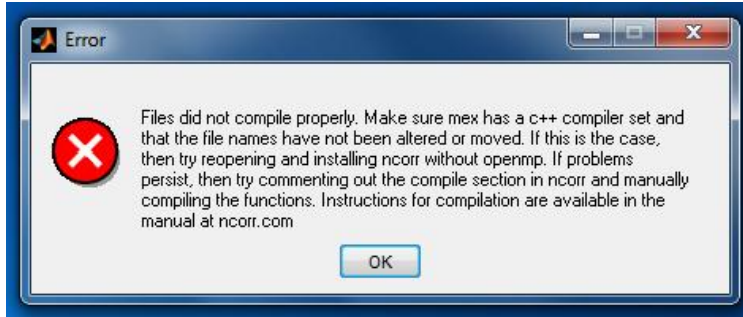 Error
Files did not compile properly. Make sure mex has a c++ compiler set and
that the file names have not been altered or moved. If this is the case,
then try reopening and installing ncorr without openmp. If problems
persist, then try commenting out the compile section in ncorr and manually
compiling the functions. Instructions for compilation are available in the
manual at ncorr.com
OK